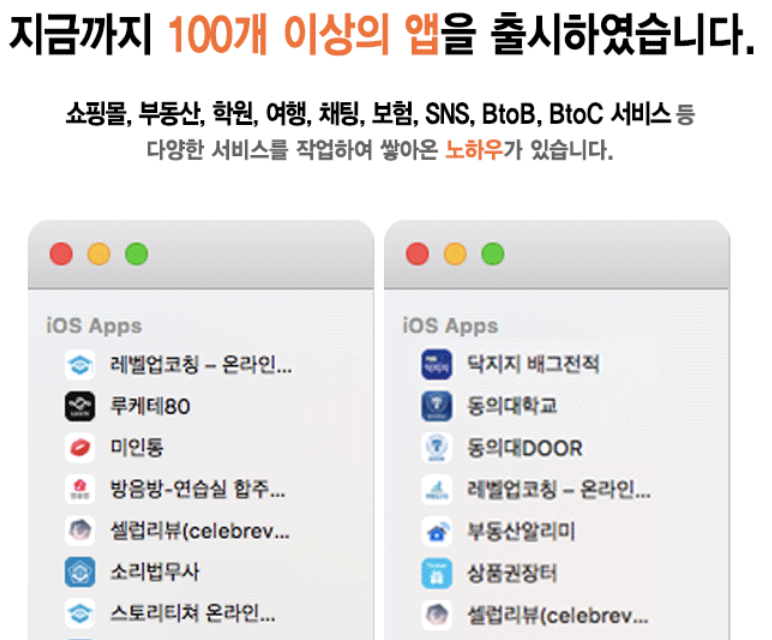 지금까지 100개 이상의 앱을 출시하였습니다.
쇼핑몰, 부동산, 학원, 여행, 채팅, 보험, SNS, BtoB, BtoC 서비스 등
다양한 서비스를 작업하여 쌓아온 노하우가 있습니다.
iOS Apps
레벨업코칭 – 온라인...
루케테80
미인통
방음방-연습실 합주...
셀럽리뷰(celebrev...
소리법무사
스토리티쳐 온라인...
iOS Apps
닥지지 배그전적
동의대학교
동의대DOOR
레벨업코칭 – 온라인...
부동산알리미
상품권장터
셀럽리뷰(celebrev...